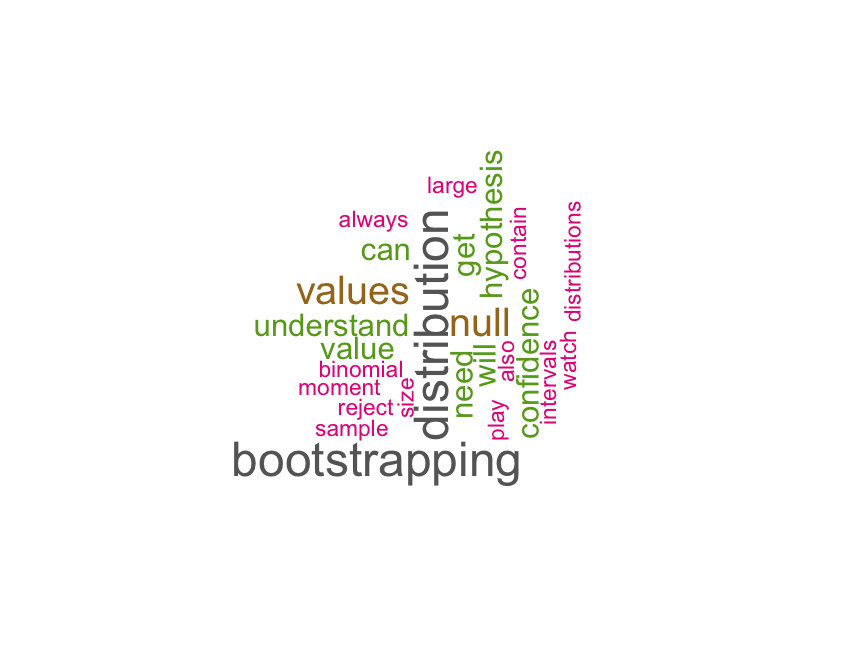 large
always
can
values
understand
value
binomial
moment
reject
size
sample
distribution
get
hypothesis
contain
distributions
null
need
will
also
play
confidence
intervals
watch
bootstrapping